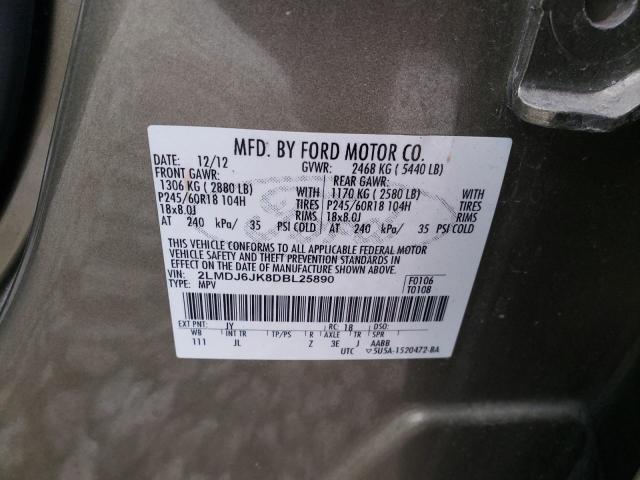 MFD. BY FORD MOTOR CO.
DATE: 12/12 GVWR: 2468 KG ( 5440 LB)
FRONT GAWR: REAR GAWR:
1306 KG ( 2880 LB) WITH 1170 KG ( 2580 LB) WITH
P245/60R18 104H TIRES P245/60R18 104H TIRES
18x8.0J RIMS 18x8.0J RIMS
AT 240 kPa/ 35 PSI COLD AT 240 kPa/ 35 PSI COLD
THIS VEHICLE CONFORMS TO ALL APPLICABLE FEDERAL MOTOR
VEHICLE SAFETY AND BUMPER STANDARDS IN EFFECT ON THE DATE OF
MANUFACTURE SHOWN ABOVE.
VIN: 2LMDJ6JK8DBL25890 F0106
TYPE: MPV T0108
EXT PNT: JY RC: 18 DSO:
WB INT TR TP/PS R AXLE TR SPR
111 JL Z 3E J AABB
UTC ▽5U5A-1520472-BA